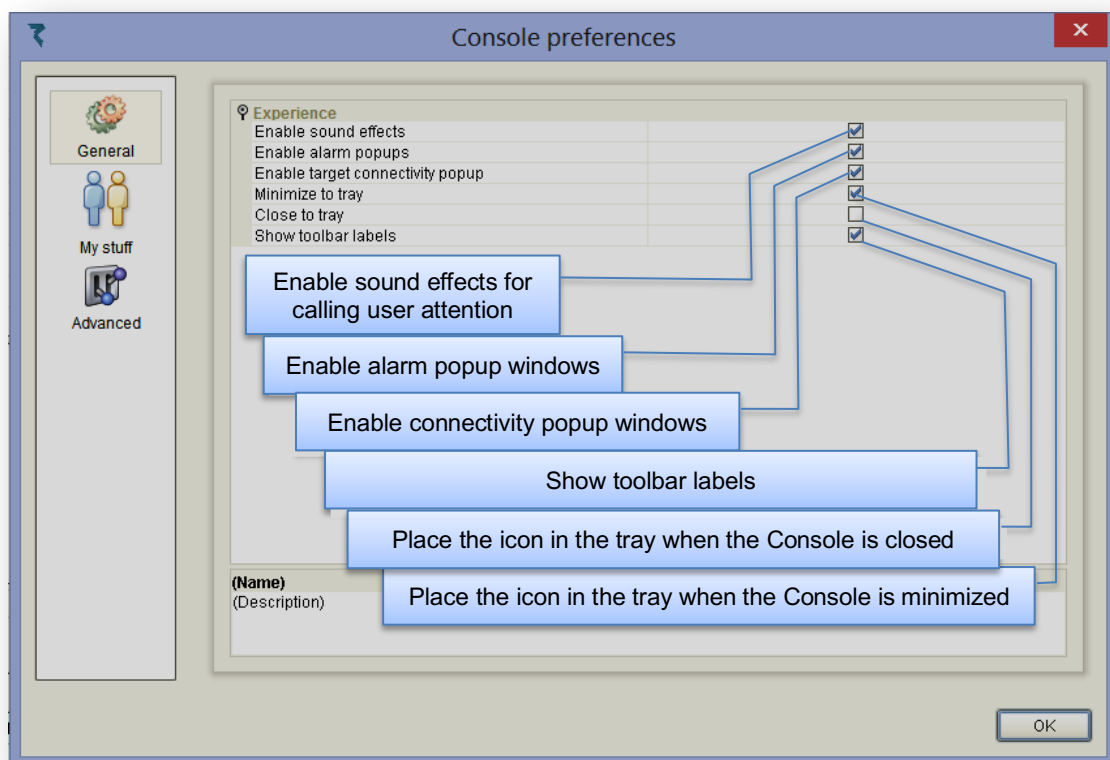 Console preferences
General
My stuff
Advanced
Experience
Enable sound effects
Enable alarm popups
Enable target connectivity popup
Minimize to tray
Close to tray
Show toolbar labels
Enable sound effects for
calling user attention
Enable alarm popup windows
Enable connectivity popup windows
Show toolbar labels
Place the icon in the tray when the Console is closed
Place the icon in the tray when the Console is minimized
(Name)
(Description)
OK